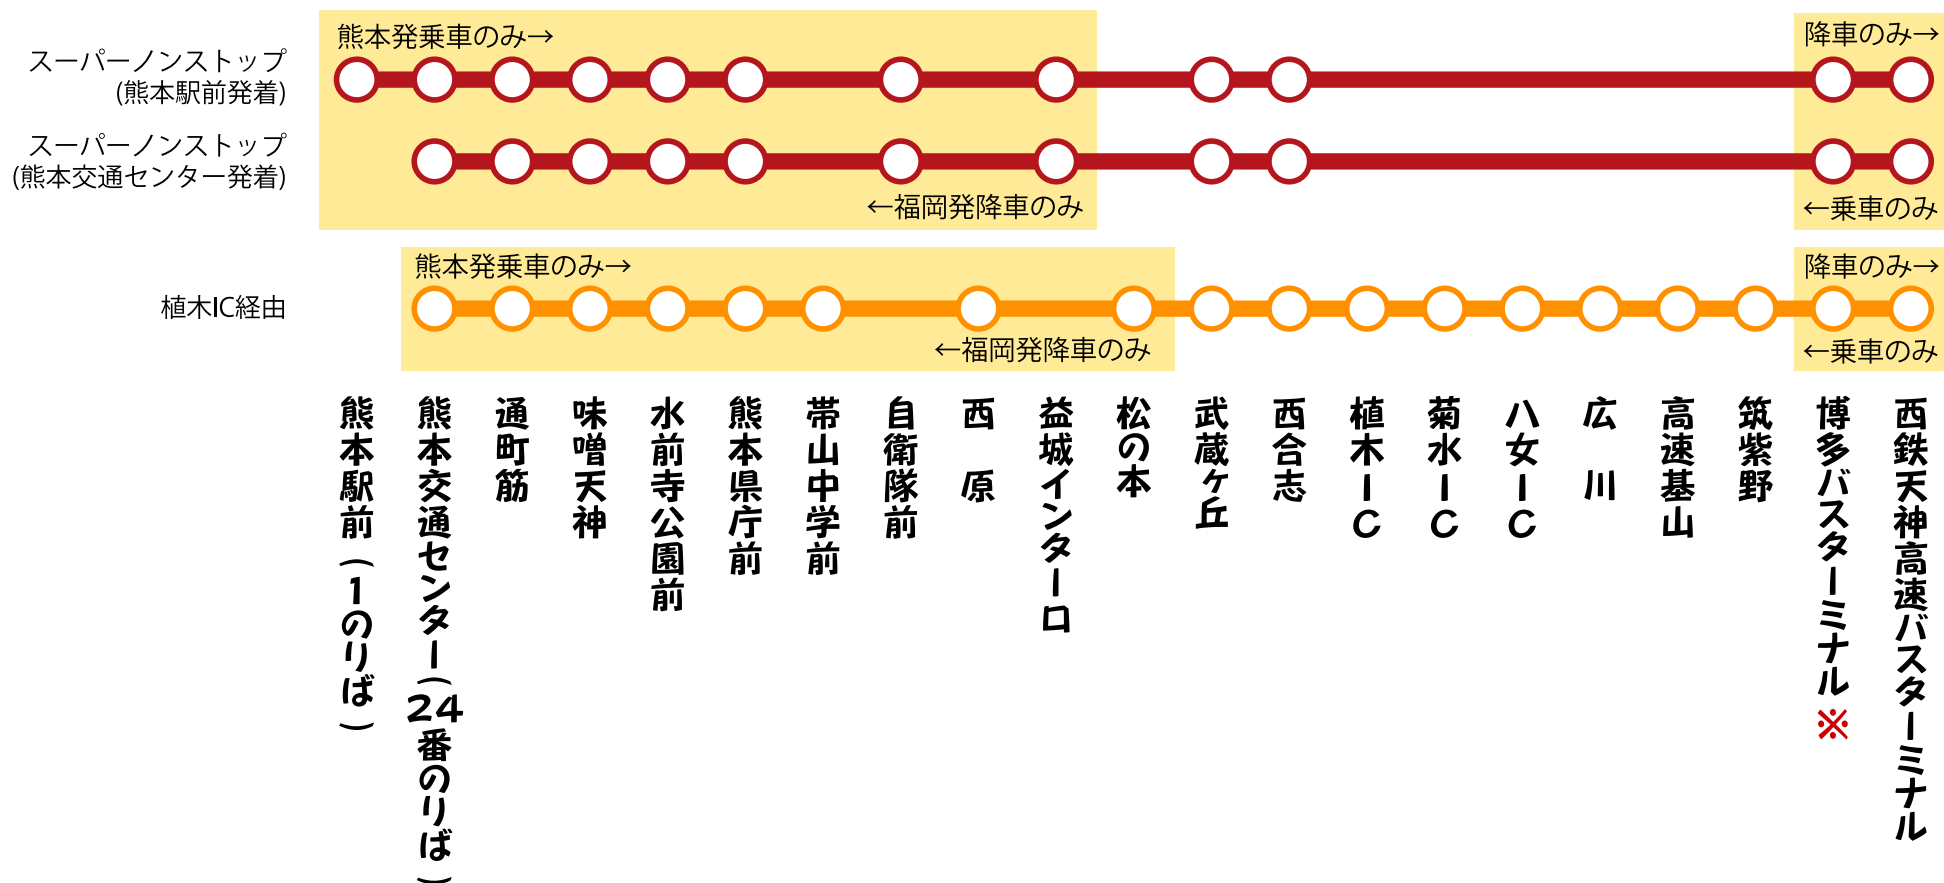 熊本発乗車のみ→
降車のみ→
スーパーノンストップ
(熊本駅前発着)
スーパーノンストップ
(熊本交通センター発着)
←福岡発降車のみ
←乗車のみ
熊本発乗車のみ→
降車のみ→
植木IC経由
←福岡発降車のみ
←乗車のみ
熊本駅前(1のりば)
熊本交通センター(24番のりば)
通町筋
味噌天神
水前寺公園前
熊本県庁前
帯山中学前
自衛隊前
西 原
益城インター口
松の本
武蔵ヶ丘
西合志
植木IC
菊水IC
八女IC
広 川
高速基山
筑紫野
博多バスターミナル※
西鉄天神高速バスターミナル